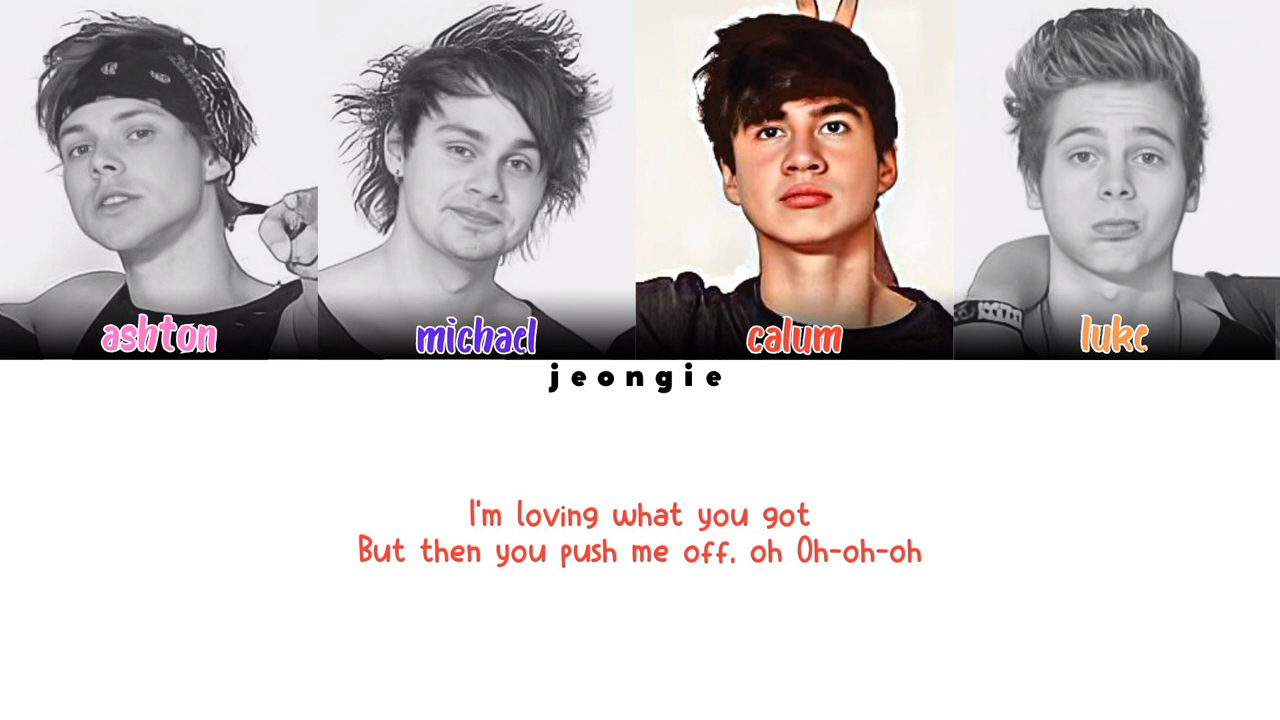 ashton
michael
calum
luke
jeongie
I'm loving what you got
But then you push me off, oh Oh-oh-oh